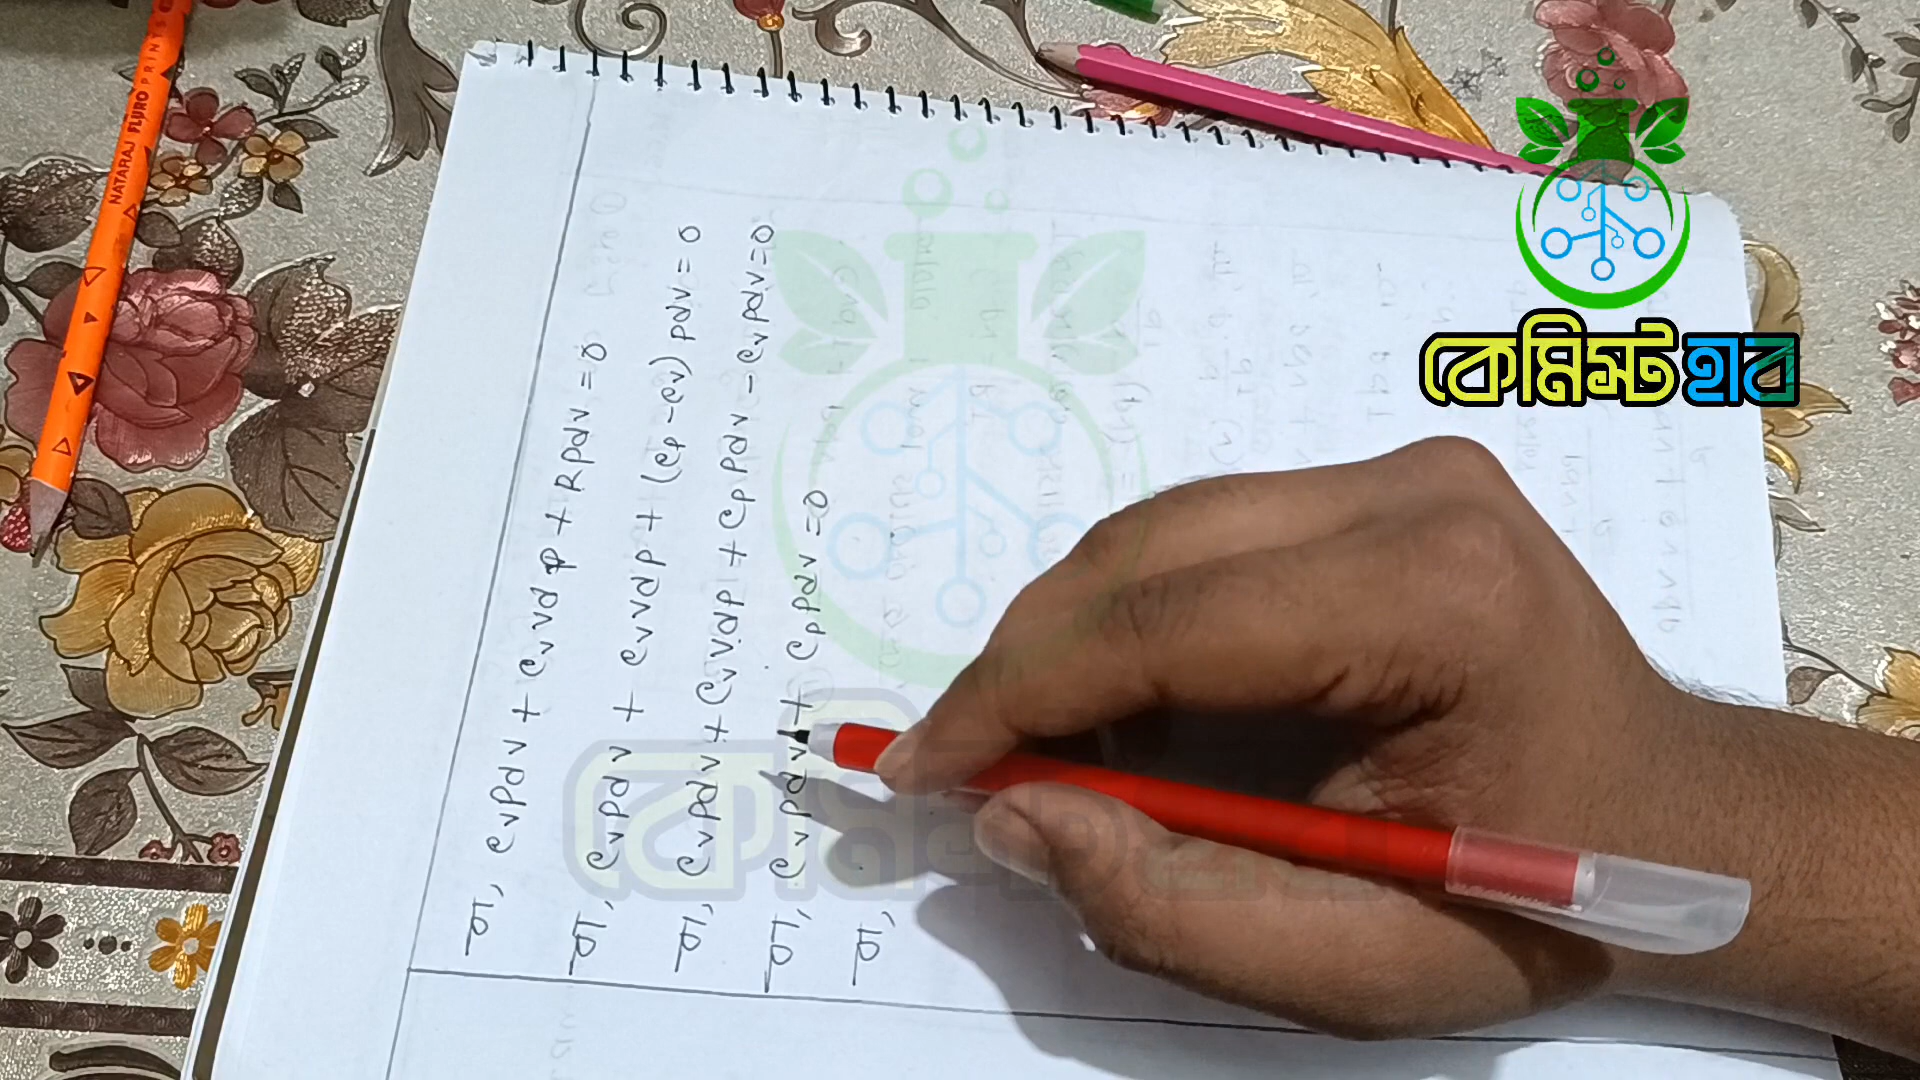 বা, CvPdv + Cvvdp + RPdv = 0
বা, CvPdv + Cvvdp + (Cp - Cv) Pdv = 0
বা, CvPdv + Cvvdp + CpPdv - CvPdv = 0
বা, CvPdv + CpPdv = 0
বা,
NATARAJ FLURO PRINTS
কেমিস্ট হাব